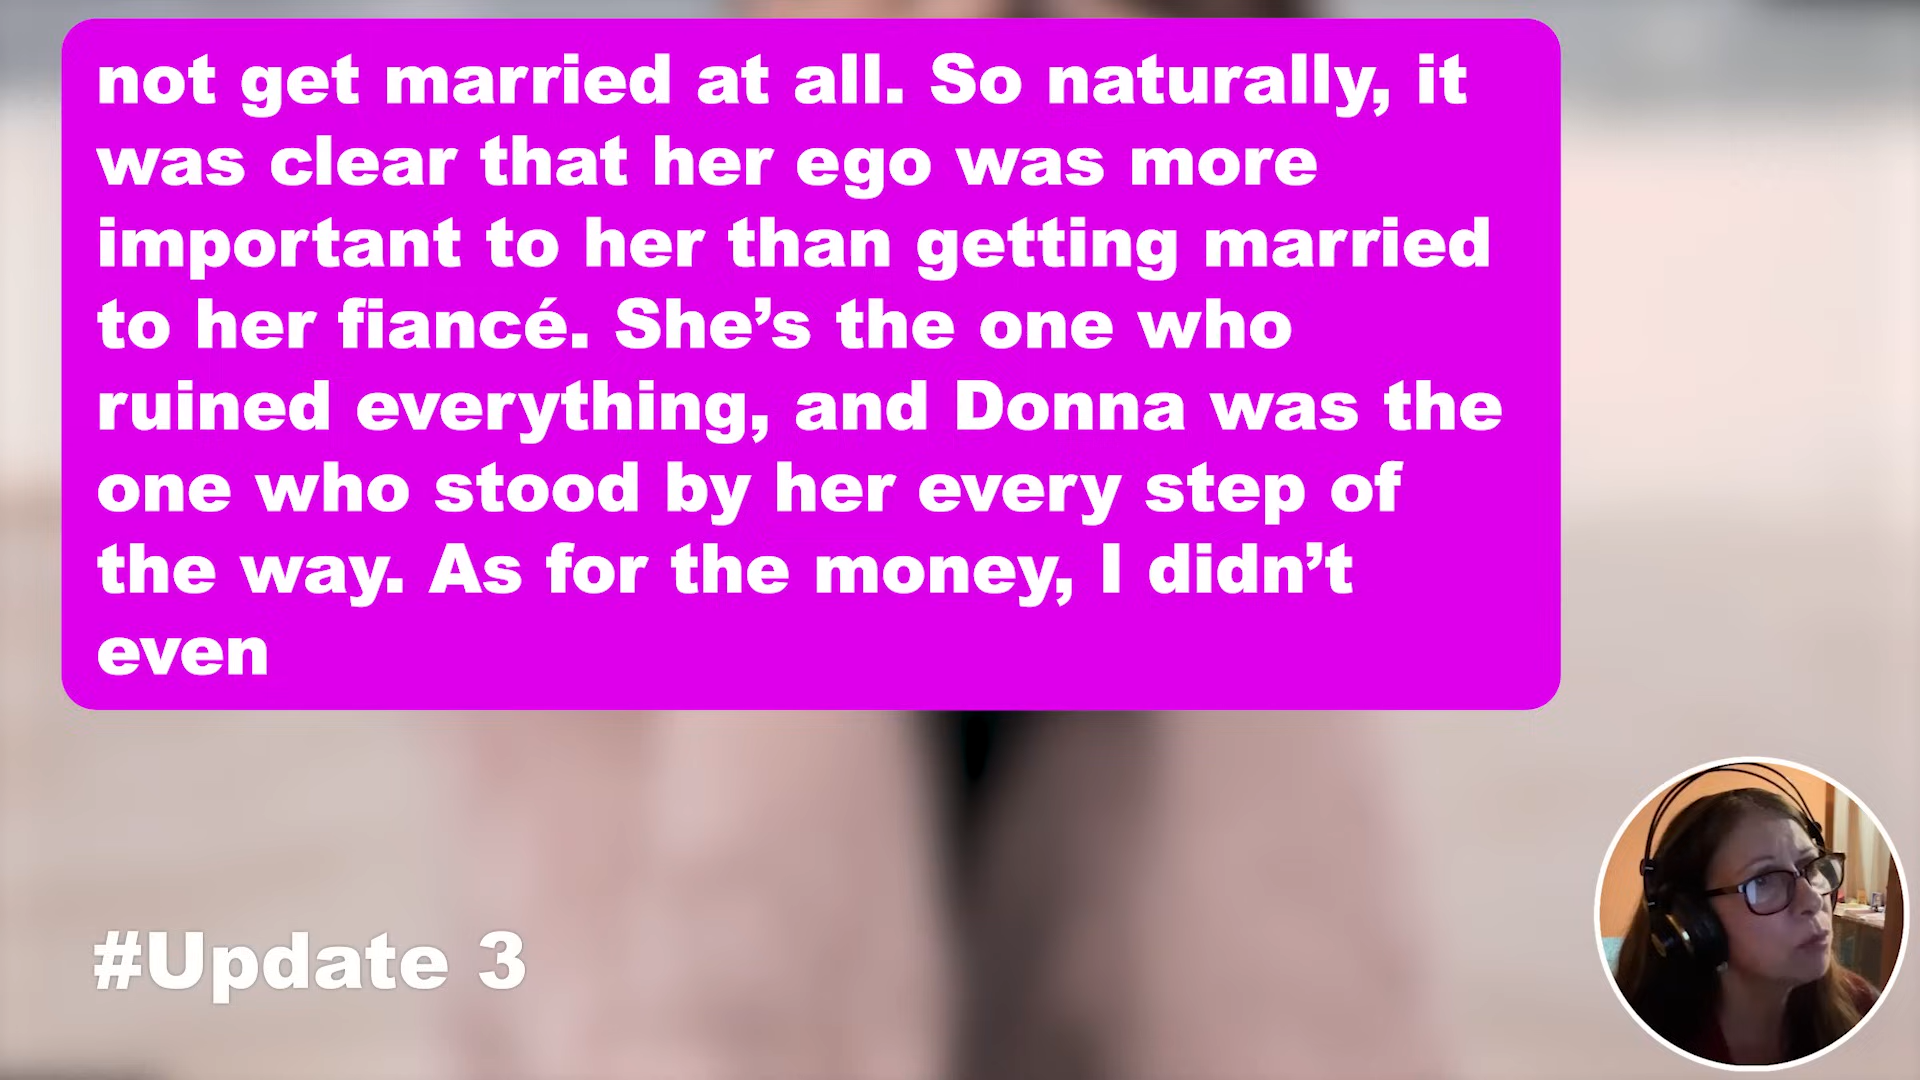 not get married at all. So naturally, it
was clear that her ego was more
important to her than getting married
to her fiancé. She’s the one who
ruined everything, and Donna was the
one who stood by her every step of
the way. As for the money, I didn’t
even
#Update 3